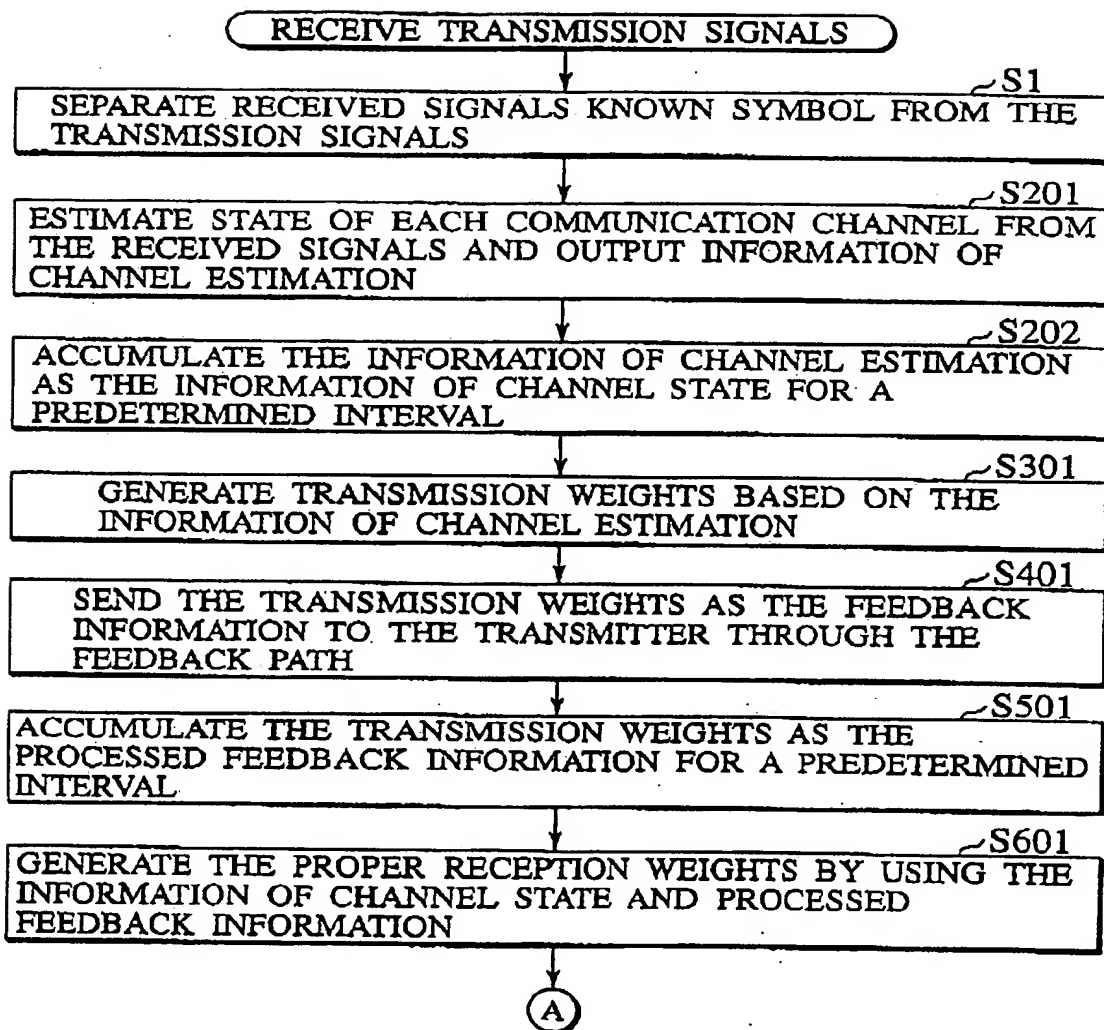 RECEIVE TRANSMISSION SIGNALS
S1
SEPARATE RECEIVED SIGNALS KNOWN SYMBOL FROM THE
TRANSMISSION SIGNALS
S201
ESTIMATE STATE OF EACH COMMUNICATION CHANNEL FROM
THE RECEIVED SIGNALS AND OUTPUT INFORMATION OF
CHANNEL ESTIMATION
S202
ACCUMULATE THE INFORMATION OF CHANNEL ESTIMATION
AS THE INFORMATION OF CHANNEL STATE FOR A
PREDETERMINED INTERVAL
S301
GENERATE TRANSMISSION WEIGHTS BASED ON THE
INFORMATION OF CHANNEL ESTIMATION
S401
SEND THE TRANSMISSION WEIGHTS AS THE FEEDBACK
INFORMATION TO THE TRANSMITTER THROUGH THE
FEEDBACK PATH
S501
ACCUMULATE THE TRANSMISSION WEIGHTS AS THE
PROCESSED FEEDBACK INFORMATION FOR A PREDETERMINED
INTERVAL
S601
GENERATE THE PROPER RECEPTION WEIGHTS BY USING THE
INFORMATION OF CHANNEL STATE AND PROCESSED
FEEDBACK INFORMATION
A